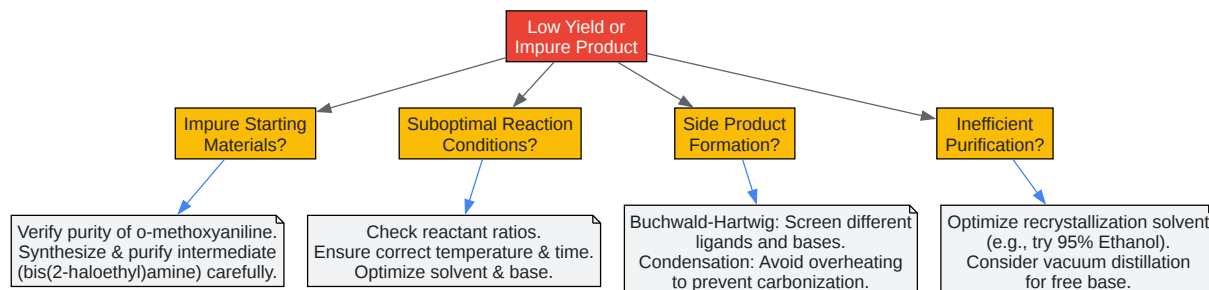 Low Yield or
Impure Product
Impure Starting
Materials?
Suboptimal Reaction
Conditions?
Side Product
Formation?
Inefficient
Purification?
Verify purity of o-methoxyaniline.
Synthesize & purify intermediate
(bis(2-haloethyl)amine) carefully.
Check reactant ratios.
Ensure correct temperature & time.
Optimize solvent & base.
Buchwald-Hartwig: Screen different
ligands and bases.
Condensation: Avoid overheating
to prevent carbonization.
Optimize recrystallization solvent
(e.g., try 95% Ethanol).
Consider vacuum distillation
for free base.